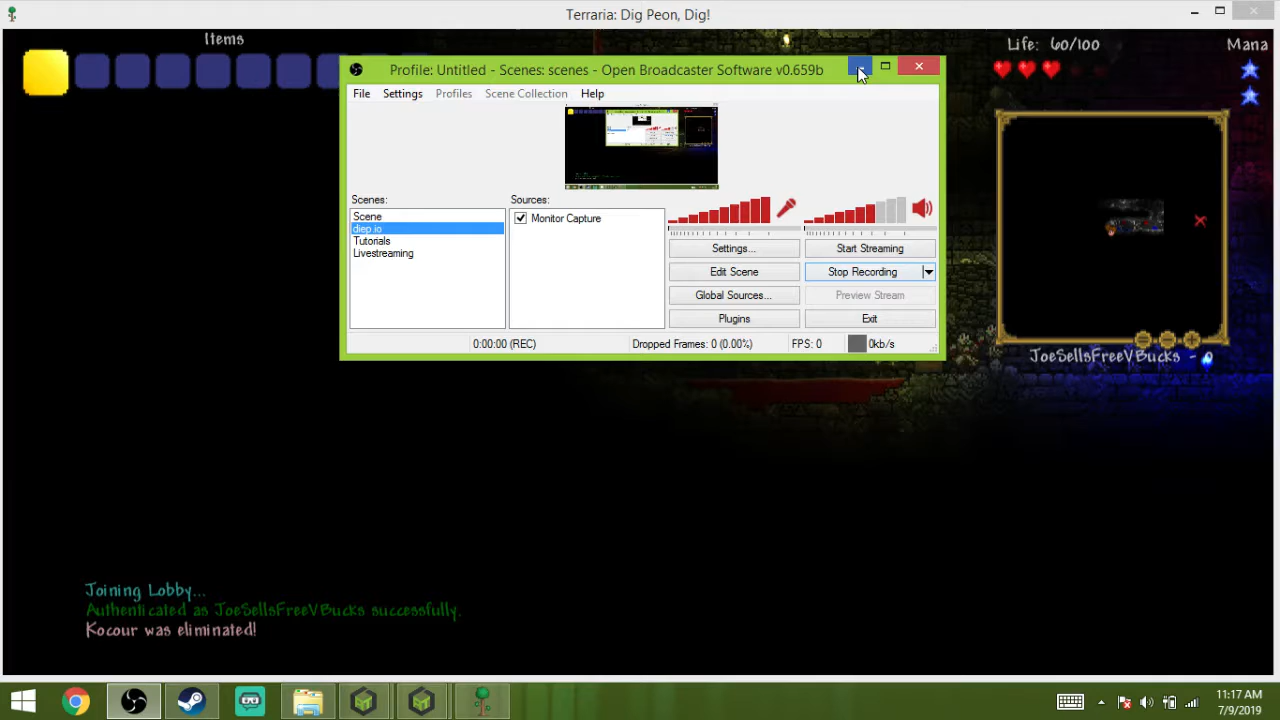 Terraria: Dig Peon, Dig!
Items
Life: 60/100
Mana
Profile: Untitled - Scenes: scenes - Open Broadcaster Software v0.659b
File Settings Profiles Scene Collection Help
Scenes:
Scene
diep.io
Tutorials
Livestreaming
Sources:
Monitor Capture
Settings...
Start Streaming
Edit Scene
Stop Recording
Global Sources...
Preview Stream
Plugins
Exit
0:00:00 (REC)
Dropped Frames: 0 (0.00%)
FPS: 0
0kb/s
JoeSellsFreeVBucks - 0
Joining Lobby...
Authenticated as JoeSellsFreeVBucks successfully.
Kocour was eliminated!
11:17 AM
7/9/2019